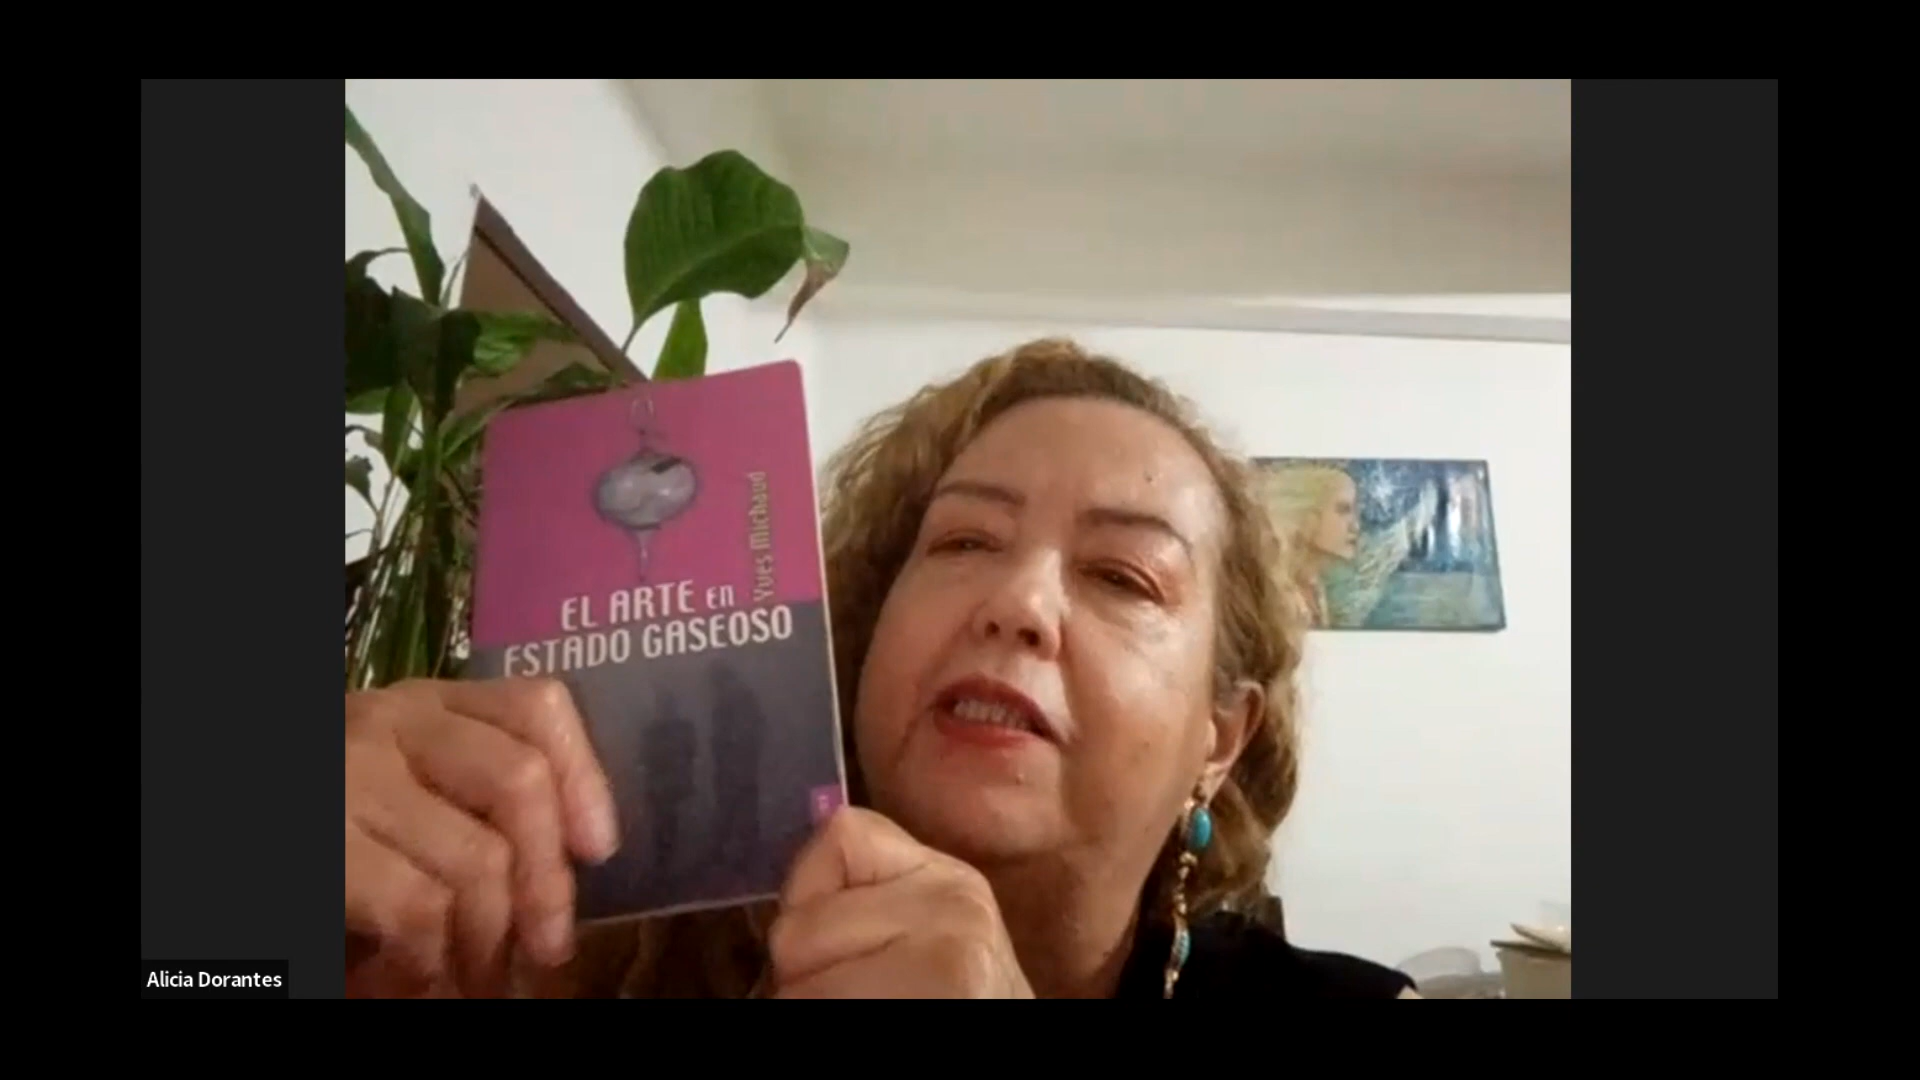 Yves Michaud
EL ARTE en
ESTADO GASEOSO
Alicia Dorantes